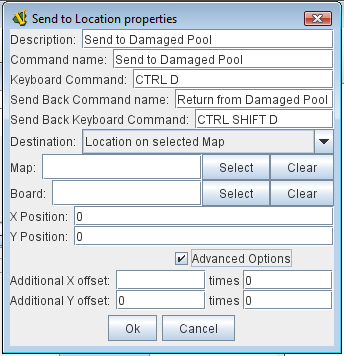 Send to Location properties
Description: Send to Damaged Pool
Command name: Send to Damaged Pool
Keyboard Command: CTRL D
Send Back Command name: Return from Damaged Pool
Send Back Keyboard Command: CTRL SHIFT D
Destination: Location on selected Map
Map: Select Clear
Board: Select Clear
X Position: 0
Y Position: 0
Advanced Options
Additional X offset: times 0
Additional Y offset: 0 times 0
Ok Cancel